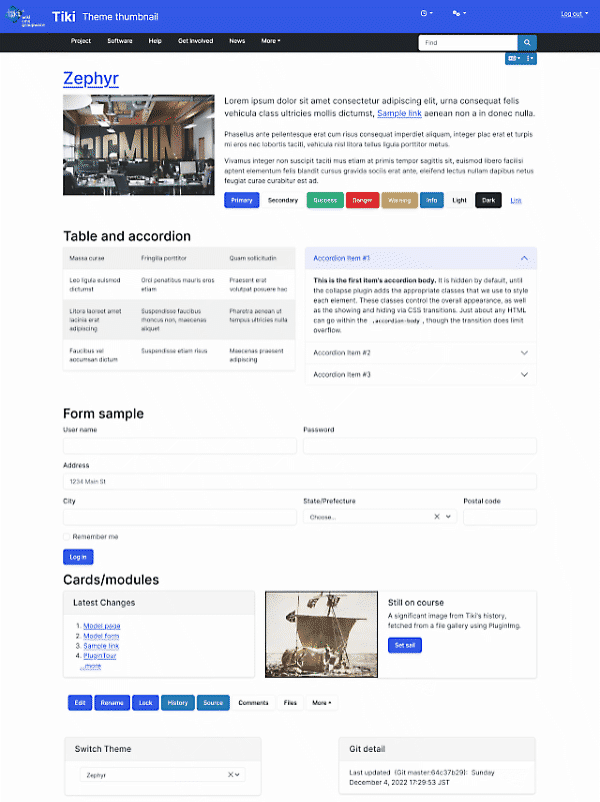 Tiki Theme thumbnail Log out
Project Software Help Get Involved News More Find
Zephyr
BIGMUN
Lorem ipsum dolor sit amet consectetur adipiscing elit, urna consequat felis
vehicula class ultricies mollis dictumst, Sample link aenean non a in donec nulla.
Phasellus ante pellentesque erat cum risus consequat imperdiet aliquam, integer plac erat et turpis
mi eros nec lobortis taciti, vehicula nisl litora tellus ligula porttitor metus.
Vivamus integer non suscipit taciti mus etiam at primis tempor sagittis sit, euismod libero facilisi
aptent elementum felis blandit cursus gravida sociis erat ante, eleifend lectus nullam dapibus netus
feugiat curae curabitur est ad.
Primary Secondary Success Danger Warning Info Light Dark Link
Table and accordion
Massa curae Fringilla porttitor Quam sollicitudin
Leo ligula euismod Orci penatibus mauris eros Praesent erat
dictumst etiam volutpat posuere hac
Litora laoreet amet Suspendisse faucibus Pharetra aenean ut
lacinia erat rhoncus non, maecenas tempus ultricies nulla
adipiscing aliquet
Faucibus vel Suspendisse etiam risus Maecenas praesent
accumsan dictum adipiscing
Accordion Item #1
This is the first item's accordion body. It is hidden by default, until
the collapse plugin adds the appropriate classes that we use to style
each element. These classes control the overall appearance, as well
as the showing and hiding via CSS transitions. Just about any HTML
can go within the .accordion-body , though the transition does limit
overflow.
Accordion Item #2
Accordion Item #3
Form sample
User name Password
Address
1234 Main St
City State/Prefecture Postal code
Choose...
Remember me
Log in
Cards/modules
Latest Changes
1. Model page
2. Model form
3. Sample link
4. PluginTour
...more
Still on course
A significant image from Tiki's history,
fetched from a file gallery using PluginImg.
Set sail
Edit Rename Lock History Source Comments Files More
Switch Theme
Zephyr
Git detail
Last updated (Git master:64c37b29): Sunday
December 4, 2022 17:29:53 JST